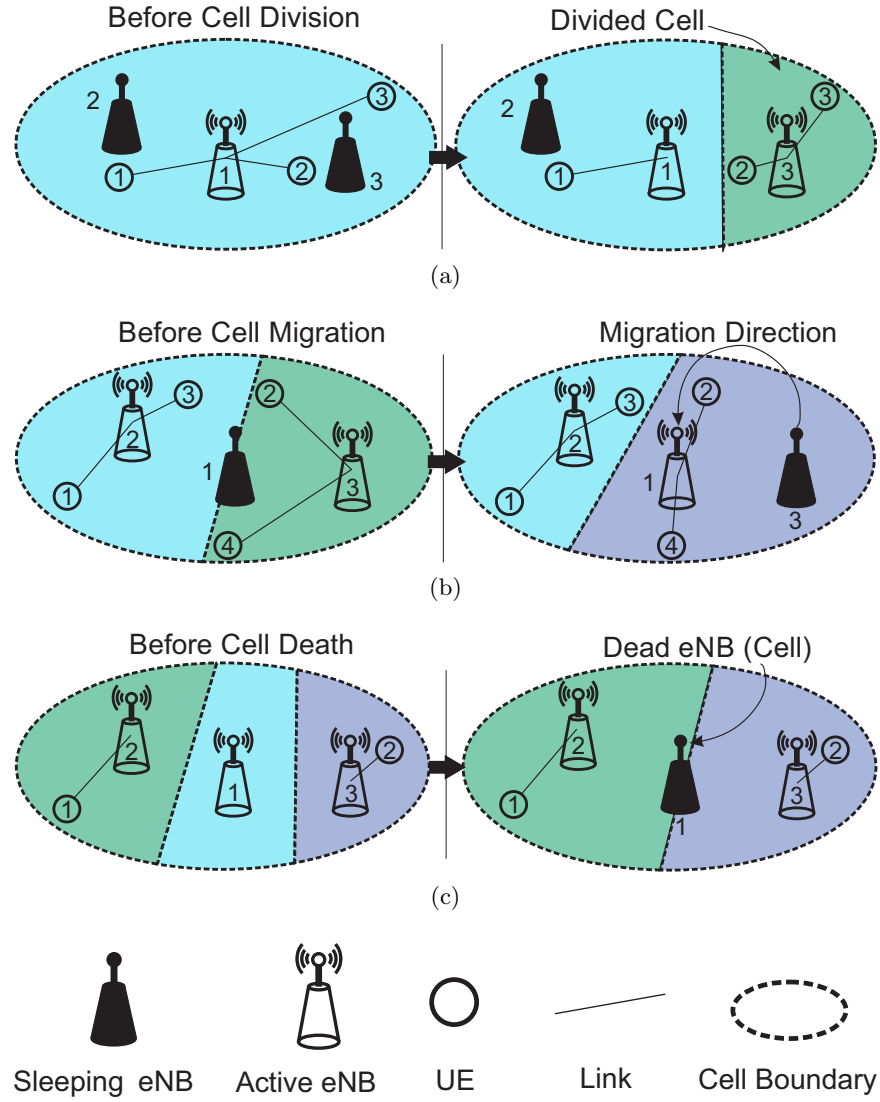 Before Cell Division
Divided Cell
2
3
1
1
2
3
2
3
1
1
2
3
(a)
Before Cell Migration
Migration Direction
3
2
2
1
1
3
4
2
3
2
1
1
3
4
(b)
Before Cell Death
Dead eNB (Cell)
2
1
1
3
2
2
1
1
3
2
(c)
Sleeping eNB
Active eNB
UE
Link
Cell Boundary